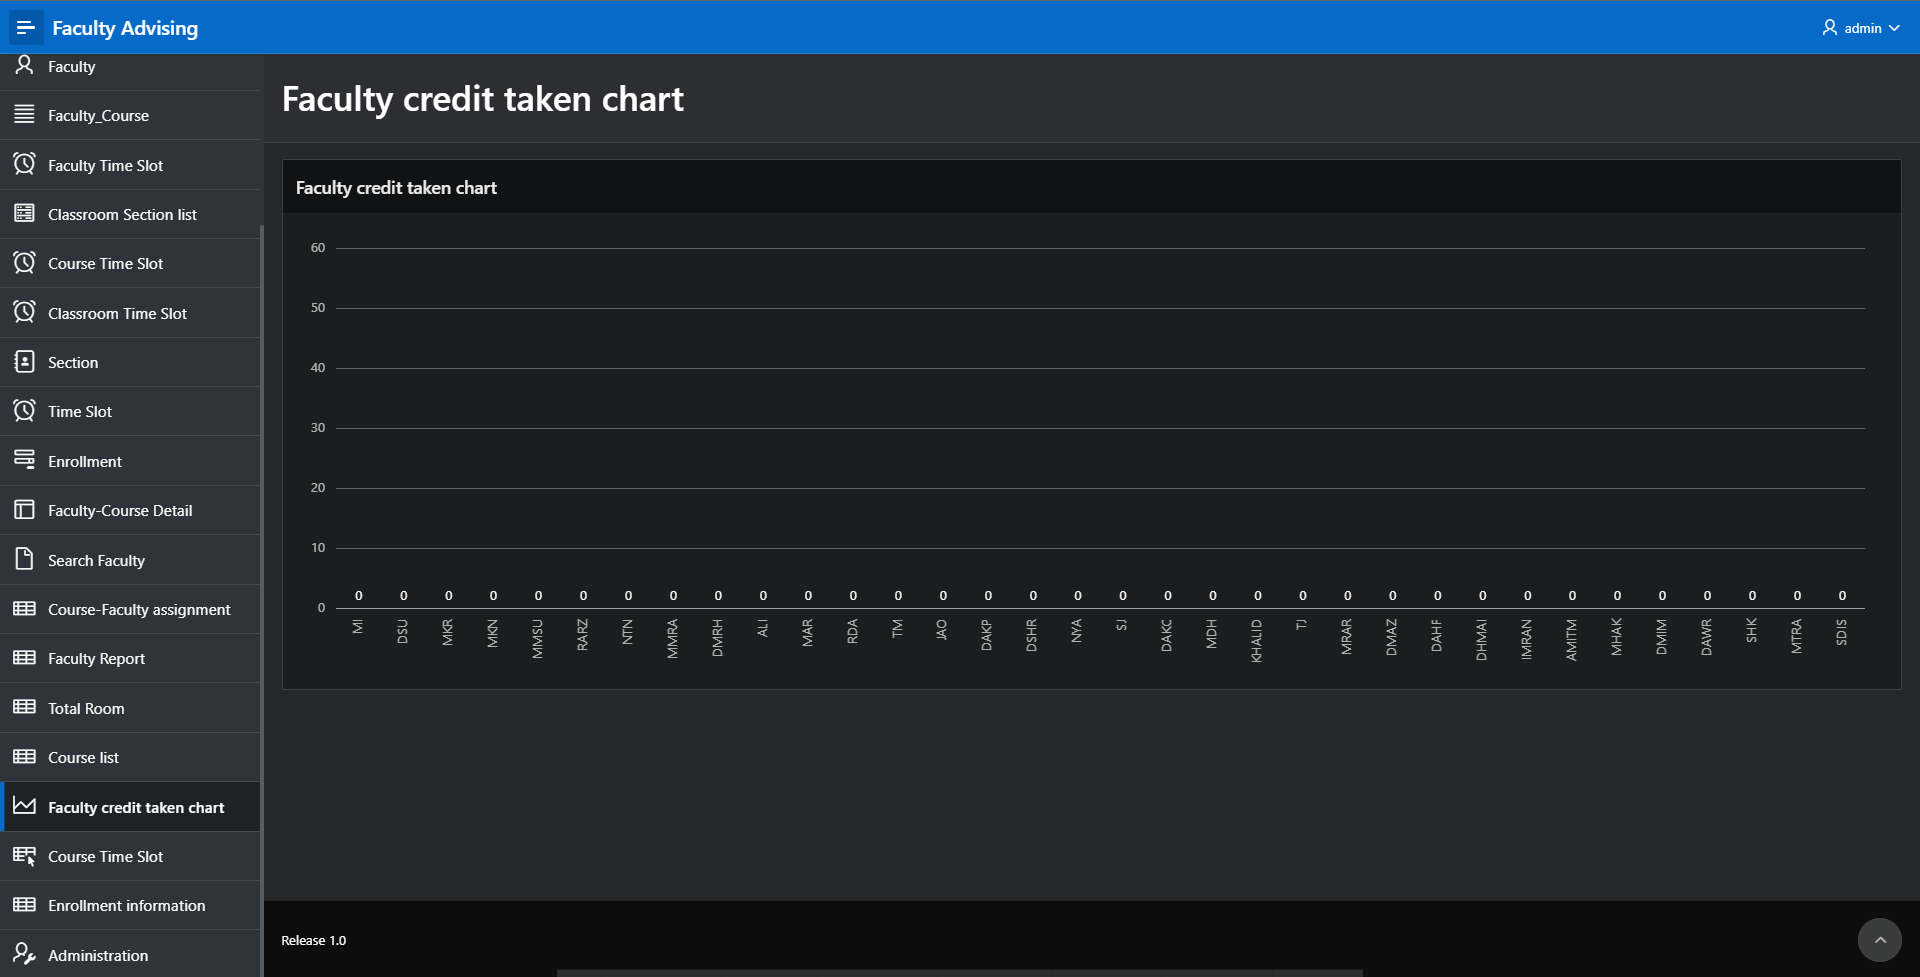 Faculty Advising
admin
Faculty
Faculty_Course
Faculty Time Slot
Classroom Section list
Course Time Slot
Classroom Time Slot
Section
Time Slot
Enrollment
Faculty-Course Detail
Search Faculty
Course-Faculty assignment
Faculty Report
Total Room
Course list
Faculty credit taken chart
Course Time Slot
Enrollment information
Administration
Faculty credit taken chart
Faculty credit taken chart
60
50
40
30
20
10
0
0 0 0 0 0 0 0 0 0 0 0 0 0 0 0 0 0 0 0 0 0 0 0 0 0 0 0 0 0 0 0 0 0 0
MI DSU MKR MKN MMSU RARZ NTN MMRA DMRH ALI MAR RDA TM JAO DAKP DSHR NYA SJ DAKC MDH KHALID TJ MRAR DMAZ DAHF DHMAI IMRAN AMITM MHAK DMIM DAWR SHK MTRA SDIS
Release 1.0